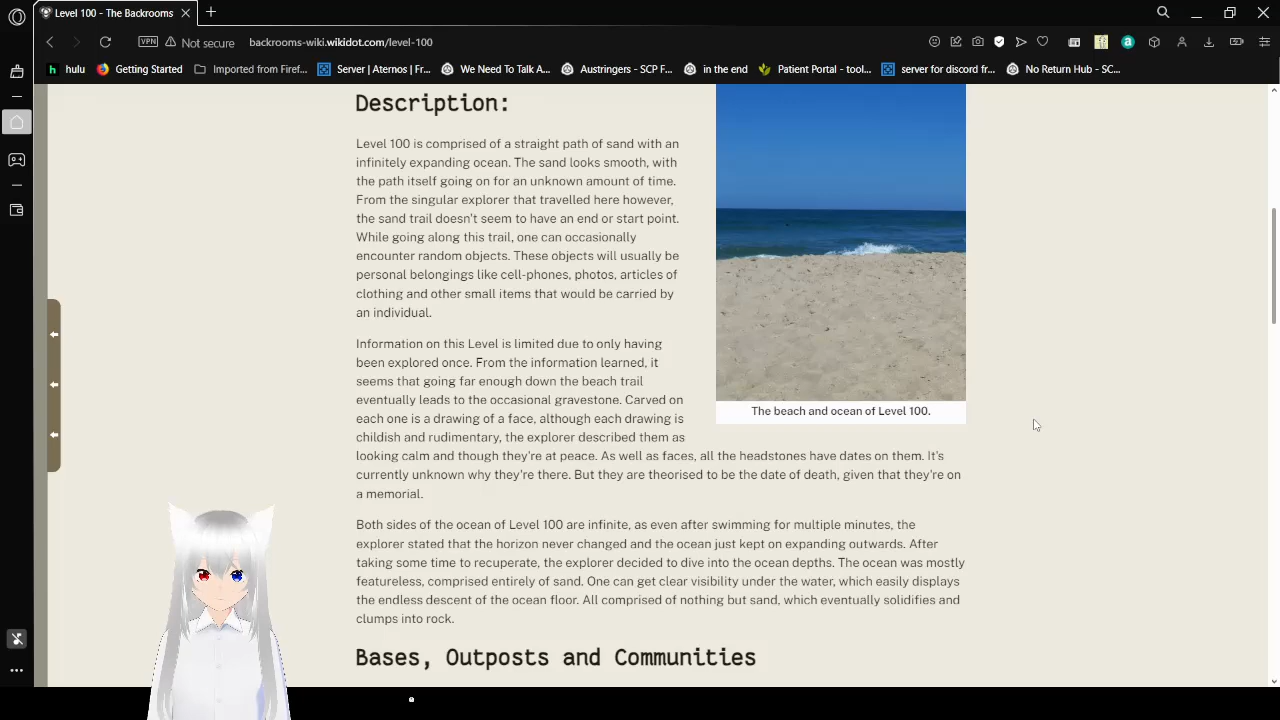 Level 100 - The Backrooms
VPN
Not secure
backrooms-wiki.wikidot.com/level-100
hulu
Getting Started
Imported from Firef...
Server | Aternos | Fr...
We Need To Talk A...
Austringers - SCP F...
in the end
Patient Portal - tool...
server for discord fr...
No Return Hub - SC...
Description:
Level 100 is comprised of a straight path of sand with an
infinitely expanding ocean. The sand looks smooth, with
the path itself going on for an unknown amount of time.
From the singular explorer that travelled here however,
the sand trail doesn't seem to have an end or start point.
While going along this trail, one can occasionally
encounter random objects. These objects will usually be
personal belongings like cell-phones, photos, articles of
clothing and other small items that would be carried by
an individual.
Information on this Level is limited due to only having
been explored once. From the information learned, it
seems that going far enough down the beach trail
eventually leads to the occasional gravestone. Carved on
each one is a drawing of a face, although each drawing is
childish and rudimentary, the explorer described them as
looking calm and though they're at peace. As well as faces, all the headstones have dates on them. It's
currently unknown why they're there. But they are theorised to be the date of death, given that they're on
a memorial.
The beach and ocean of Level 100.
Both sides of the ocean of Level 100 are infinite, as even after swimming for multiple minutes, the
explorer stated that the horizon never changed and the ocean just kept on expanding outwards. After
taking some time to recuperate, the explorer decided to dive into the ocean depths. The ocean was mostly
featureless, comprised entirely of sand. One can get clear visibility under the water, which easily displays
the endless descent of the ocean floor. All comprised of nothing but sand, which eventually solidifies and
clumps into rock.
Bases, Outposts and Communities